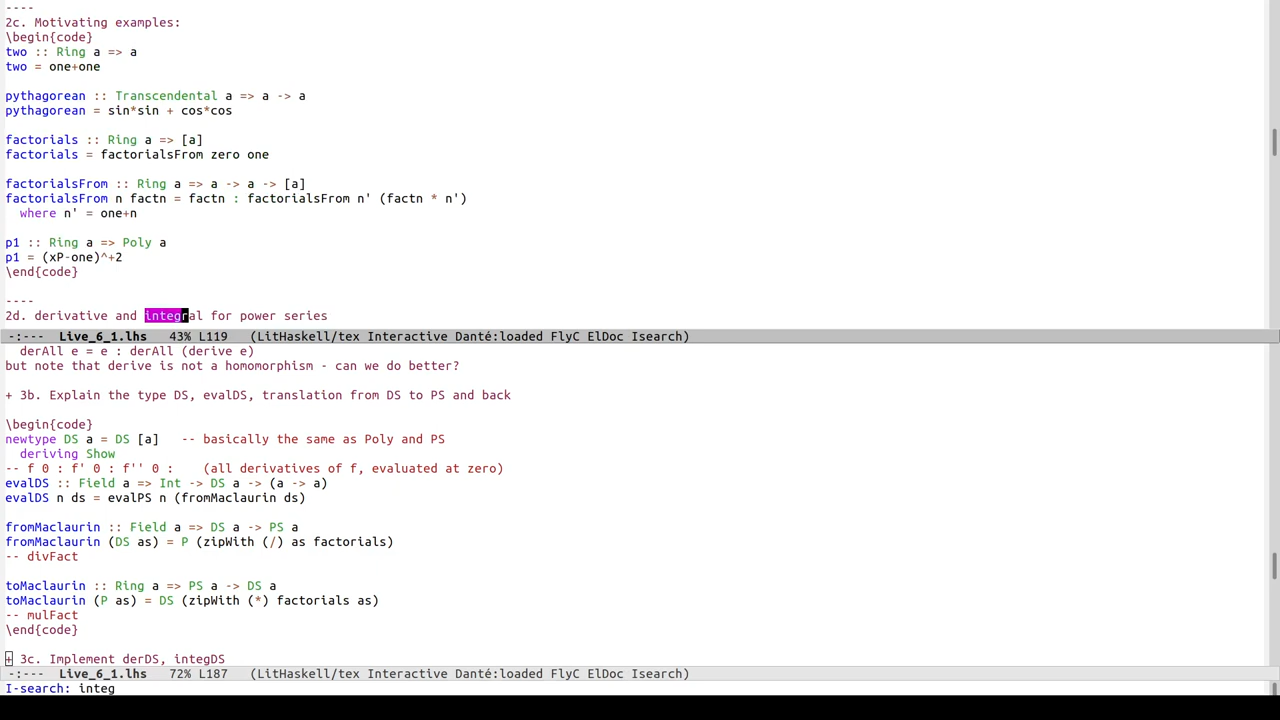 ----
2c. Motivating examples:
\begin{code}
two :: Ring a => a
two = one+one
pythagorean :: Transcendental a => a -> a
pythagorean = sin*sin + cos*cos
factorials :: Ring a => [a]
factorials = factorialsFrom zero one
factorialsFrom :: Ring a => a -> a -> [a]
factorialsFrom n factn = factn : factorialsFrom n' (factn * n')
  where n' = one+n
p1 :: Ring a => Poly a
p1 = (xP-one)^+2
\end{code}
----
2d. derivative and integral for power series
-:---  Live_6_1.lhs   43% L119   (LitHaskell/tex Interactive Danté:loaded FlyC ElDoc Isearch)
  derAll e = e : derAll (derive e)
but note that derive is not a homomorphism - can we do better?
+ 3b. Explain the type DS, evalDS, translation from DS to PS and back
\begin{code}
newtype DS a = DS [a]   -- basically the same as Poly and PS
  deriving Show
-- f 0 : f' 0 : f'' 0 :    (all derivatives of f, evaluated at zero)
evalDS :: Field a => Int -> DS a -> (a -> a)
evalDS n ds = evalPS n (fromMaclaurin ds)
fromMaclaurin :: Field a => DS a -> PS a
fromMaclaurin (DS as) = P (zipWith (/) as factorials)
-- divFact
toMaclaurin :: Ring a => PS a -> DS a
toMaclaurin (P as) = DS (zipWith (*) factorials as)
-- mulFact
\end{code}
+ 3c. Implement derDS, integDS
-:---  Live_6_1.lhs   72% L187   (LitHaskell/tex Interactive Danté:loaded FlyC ElDoc Isearch)
I-search: integ